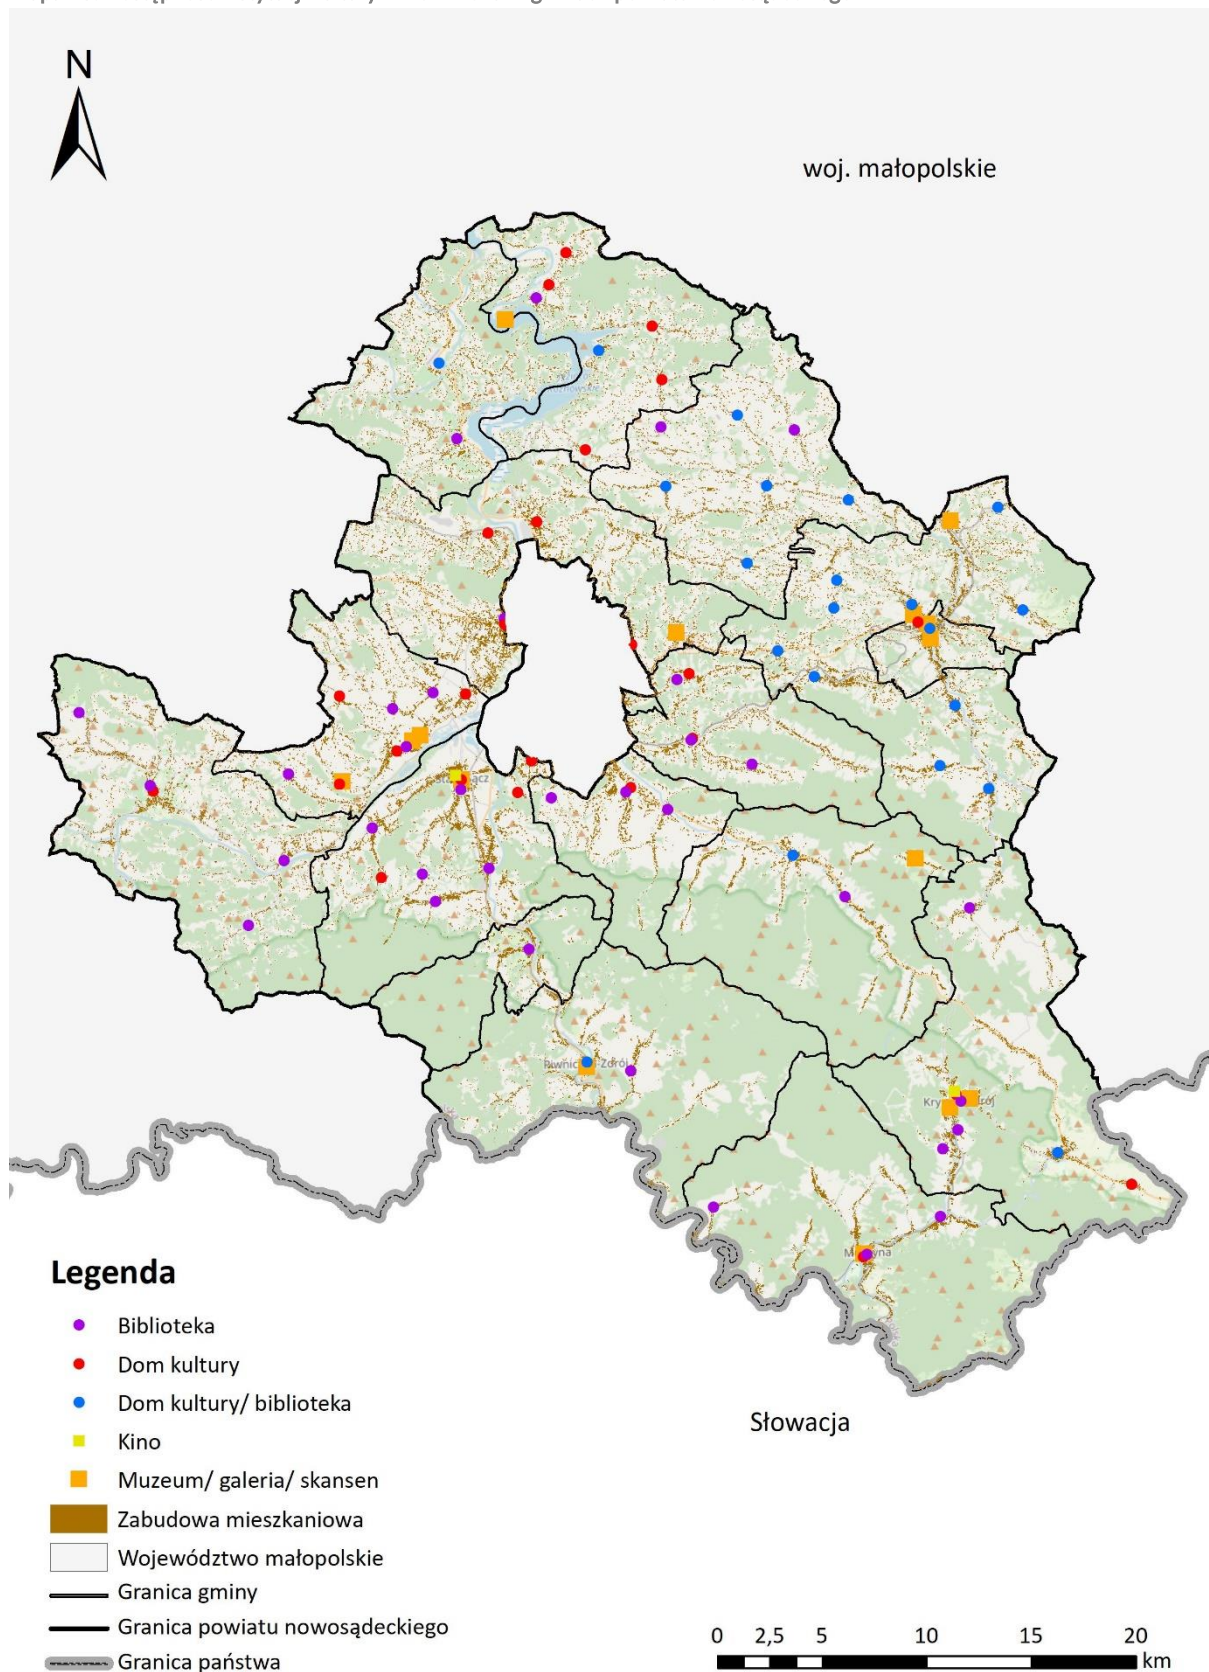 N
woj. małopolskie
Legenda
Biblioteka
Dom kultury
Dom kultury/ biblioteka
Kino
Muzeum/ galeria/ skansen
Zabudowa mieszkaniowa
Województwo małopolskie
Granica gminy
Granica powiatu nowosądeckiego
Granica państwa
Słowacja
0 2,5 5 10 15 20
km